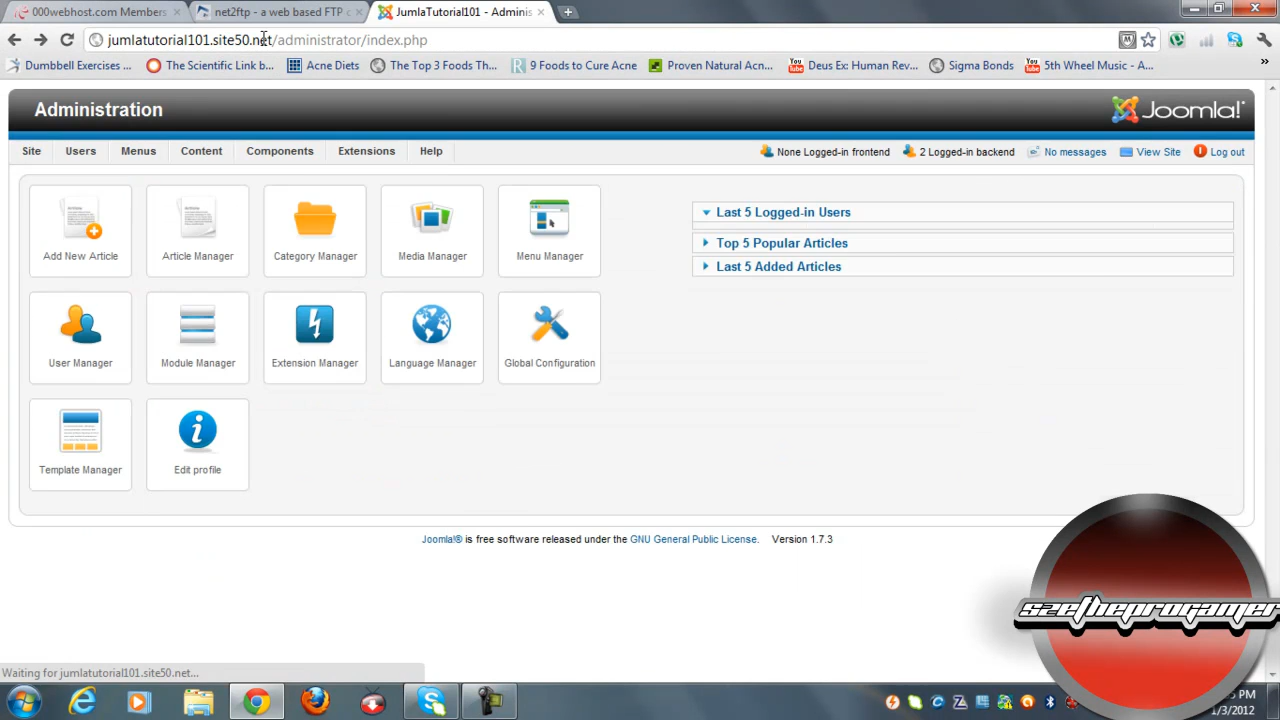 000webhost.com Members
net2ftp - a web based FTP c
JumlaTutorial101 - Adminis
jumlatutorial101.site50.net/administrator/index.php
Dumbbell Exercises ...
The Scientific Link b...
Acne Diets
The Top 3 Foods Th...
9 Foods to Cure Acne
Proven Natural Acn...
Deus Ex: Human Rev...
Sigma Bonds
5th Wheel Music - A...
Administration
Joomla!
Site
Users
Menus
Content
Components
Extensions
Help
None Logged-in frontend
2 Logged-in backend
No messages
View Site
Log out
Add New Article
Article Manager
Category Manager
Media Manager
Menu Manager
Last 5 Logged-in Users
Top 5 Popular Articles
Last 5 Added Articles
User Manager
Module Manager
Extension Manager
Language Manager
Global Configuration
Template Manager
Edit profile
Joomla!® is free software released under the GNU General Public License. Version 1.7.3
szetheprogamer
Waiting for jumlatutorial101.site50.net...
PM
1/3/2012